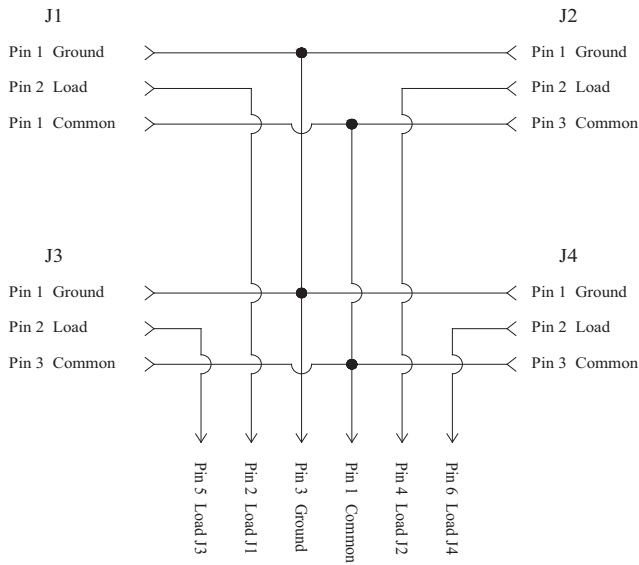 J1
J2
Pin 1 Ground
Pin 1 Ground
Pin 2 Load
Pin 2 Load
Pin 1 Common
Pin 3 Common
J3
J4
Pin 1 Ground
Pin 1 Ground
Pin 2 Load
Pin 2 Load
Pin 3 Common
Pin 3 Common
Pin 5 Load J3
Pin 2 Load J1
Pin 3 Ground
Pin 1 Common
Pin 4 Load J2
Pin 6 Load J4